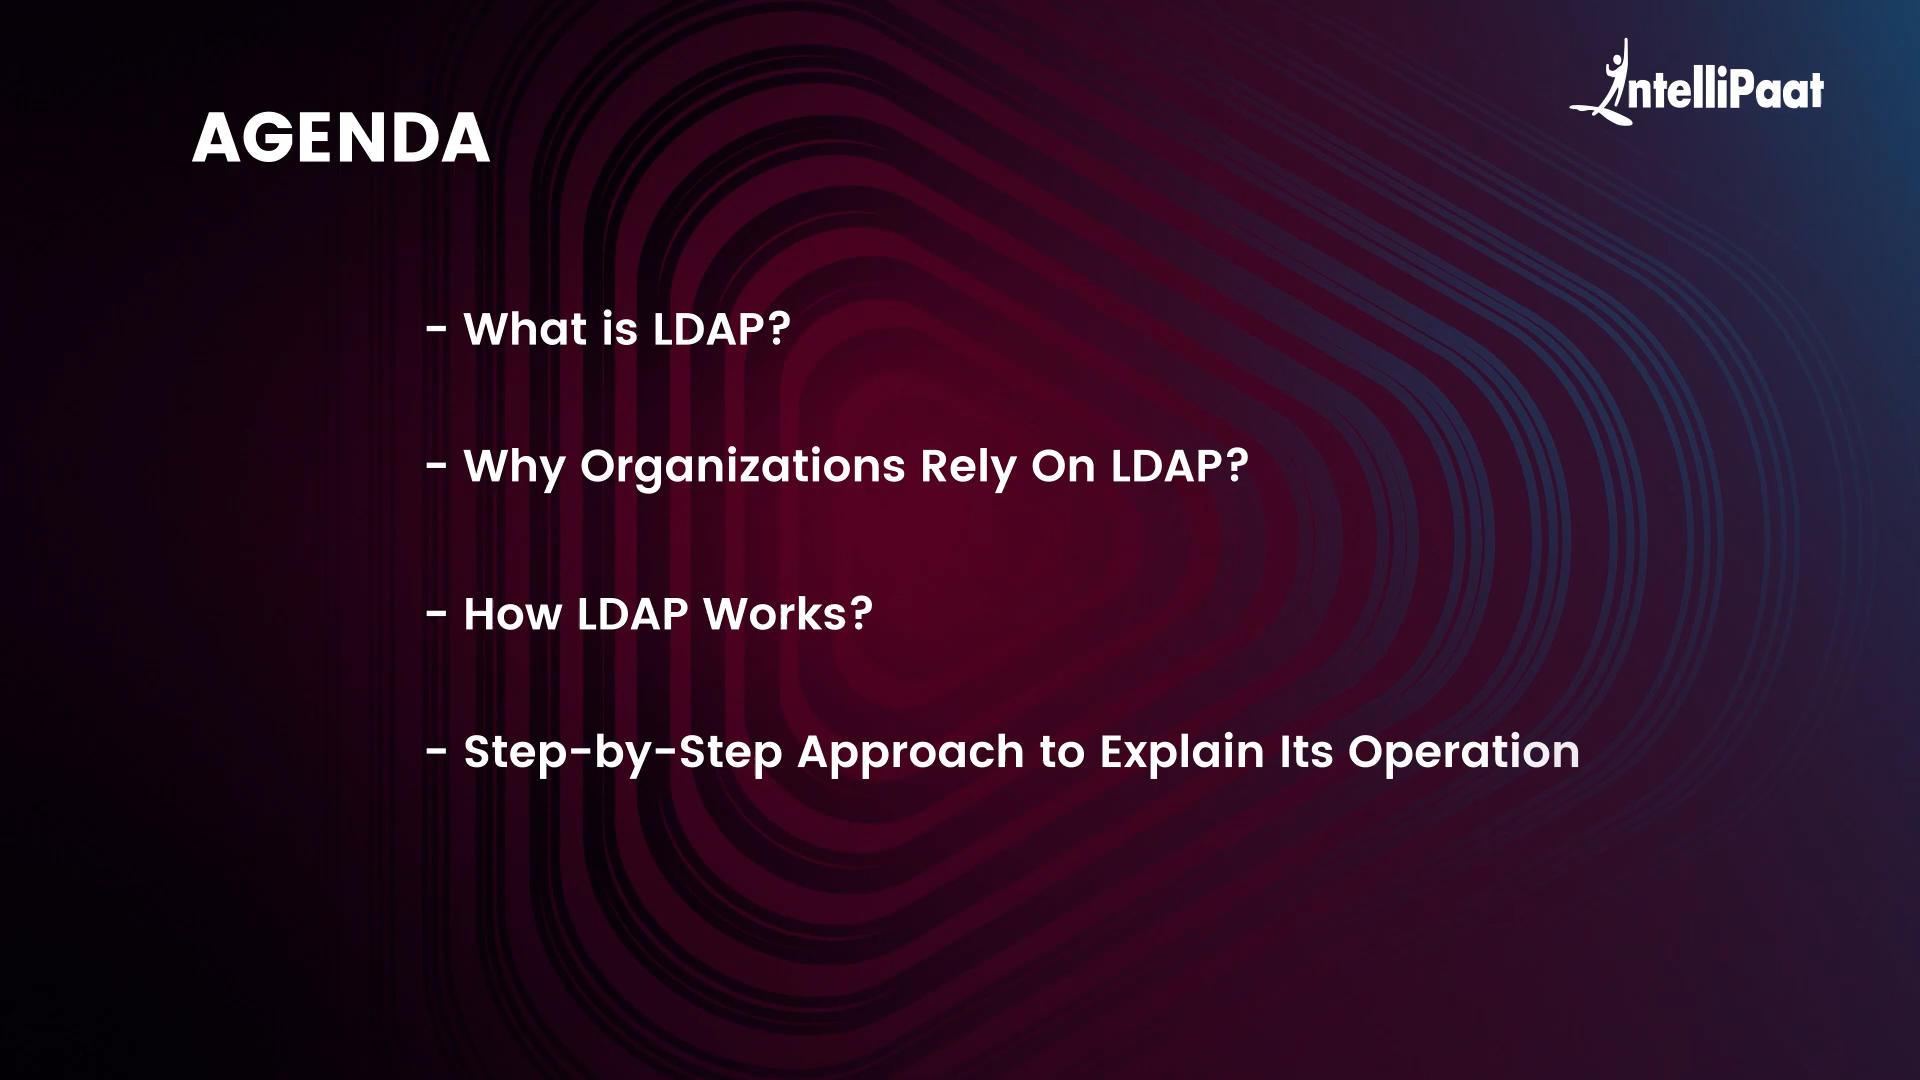 IntelliPaat
AGENDA
- What is LDAP?
- Why Organizations Rely On LDAP?
- How LDAP Works?
- Step-by-Step Approach to Explain Its Operation